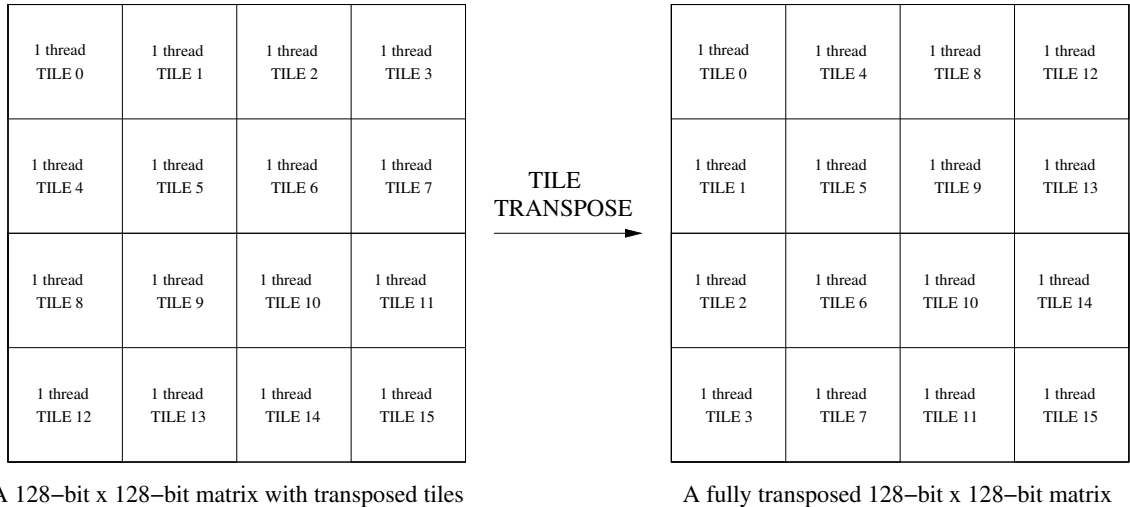 1 thread
TILE 0
1 thread
TILE 1
1 thread
TILE 2
1 thread
TILE 3
1 thread
TILE 4
1 thread
TILE 5
1 thread
TILE 6
1 thread
TILE 7
1 thread
TILE 8
1 thread
TILE 9
1 thread
TILE 10
1 thread
TILE 11
1 thread
TILE 12
1 thread
TILE 13
1 thread
TILE 14
1 thread
TILE 15
A 128−bit x 128−bit matrix with transposed tiles
TILE
TRANSPOSE
1 thread
TILE 0
1 thread
TILE 4
1 thread
TILE 8
1 thread
TILE 12
1 thread
TILE 1
1 thread
TILE 5
1 thread
TILE 9
1 thread
TILE 13
1 thread
TILE 2
1 thread
TILE 6
1 thread
TILE 10
1 thread
TILE 14
1 thread
TILE 3
1 thread
TILE 7
1 thread
TILE 11
1 thread
TILE 15
A fully transposed 128−bit x 128−bit matrix